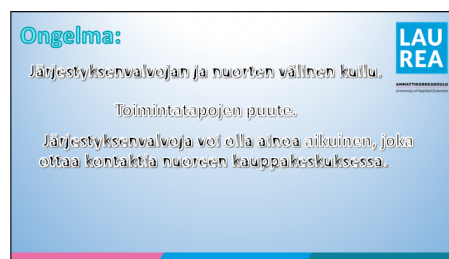 Ongelma:
LAU
REA
AMMATTIKORKEAKOULU
University of Applied Sciences
Järjestyksenvalvojan ja nuorten välinen kuilu.
Toimintatapojen puute.
Järjestyksenvalvoja voi olla ainoa aikuinen, joka
ottaa kontaktia nuoreen kauppakeskuksessa.